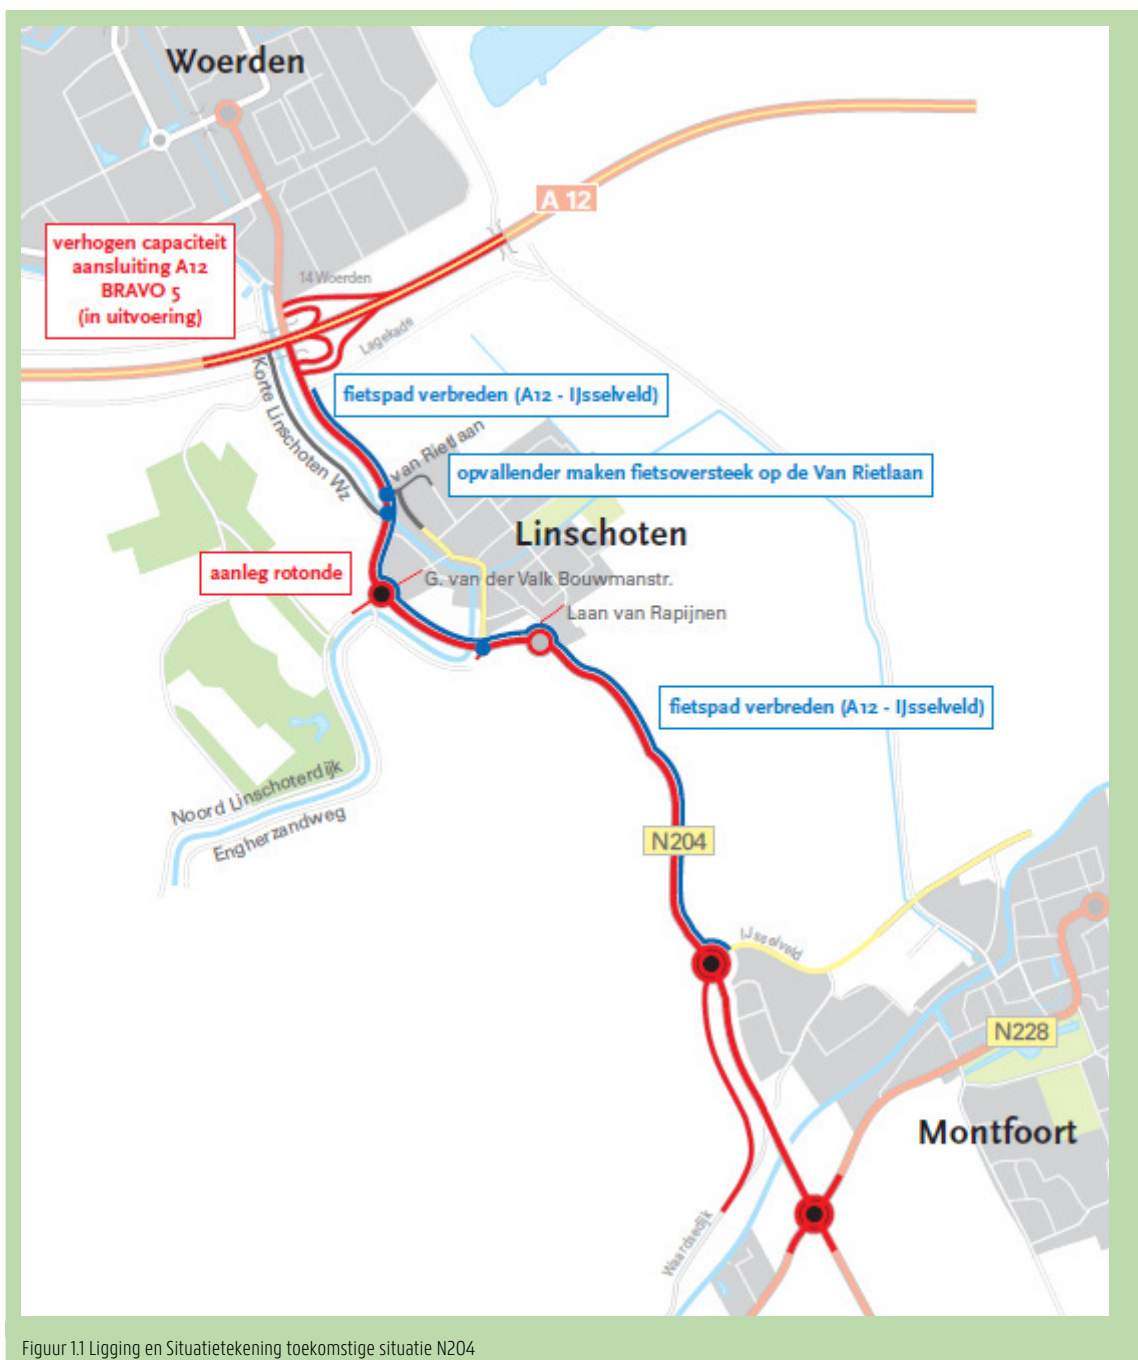 Woerden
A 12
verhogen capaciteit
aansluiting A12
BRAVO 5
(in uitvoering)
14 Woerden
Lagekade
Korte Linschoten Wz
fietspad verbreden (A12 - IJsselveld)
van Rietlaan
opvallender maken fietsoversteek op de Van Rietlaan
Linschoten
aanleg rotonde
G. van der Valk Bouwmanstr.
Laan van Rapijnen
fietspad verbreden (A12 - IJsselveld)
Noord Linschoterdijk
Engherzandweg
N204
IJsselveld
N228
Montfoort
Waardsedijk
Figuur 1.1 Ligging en Situatietekening toekomstige situatie N204